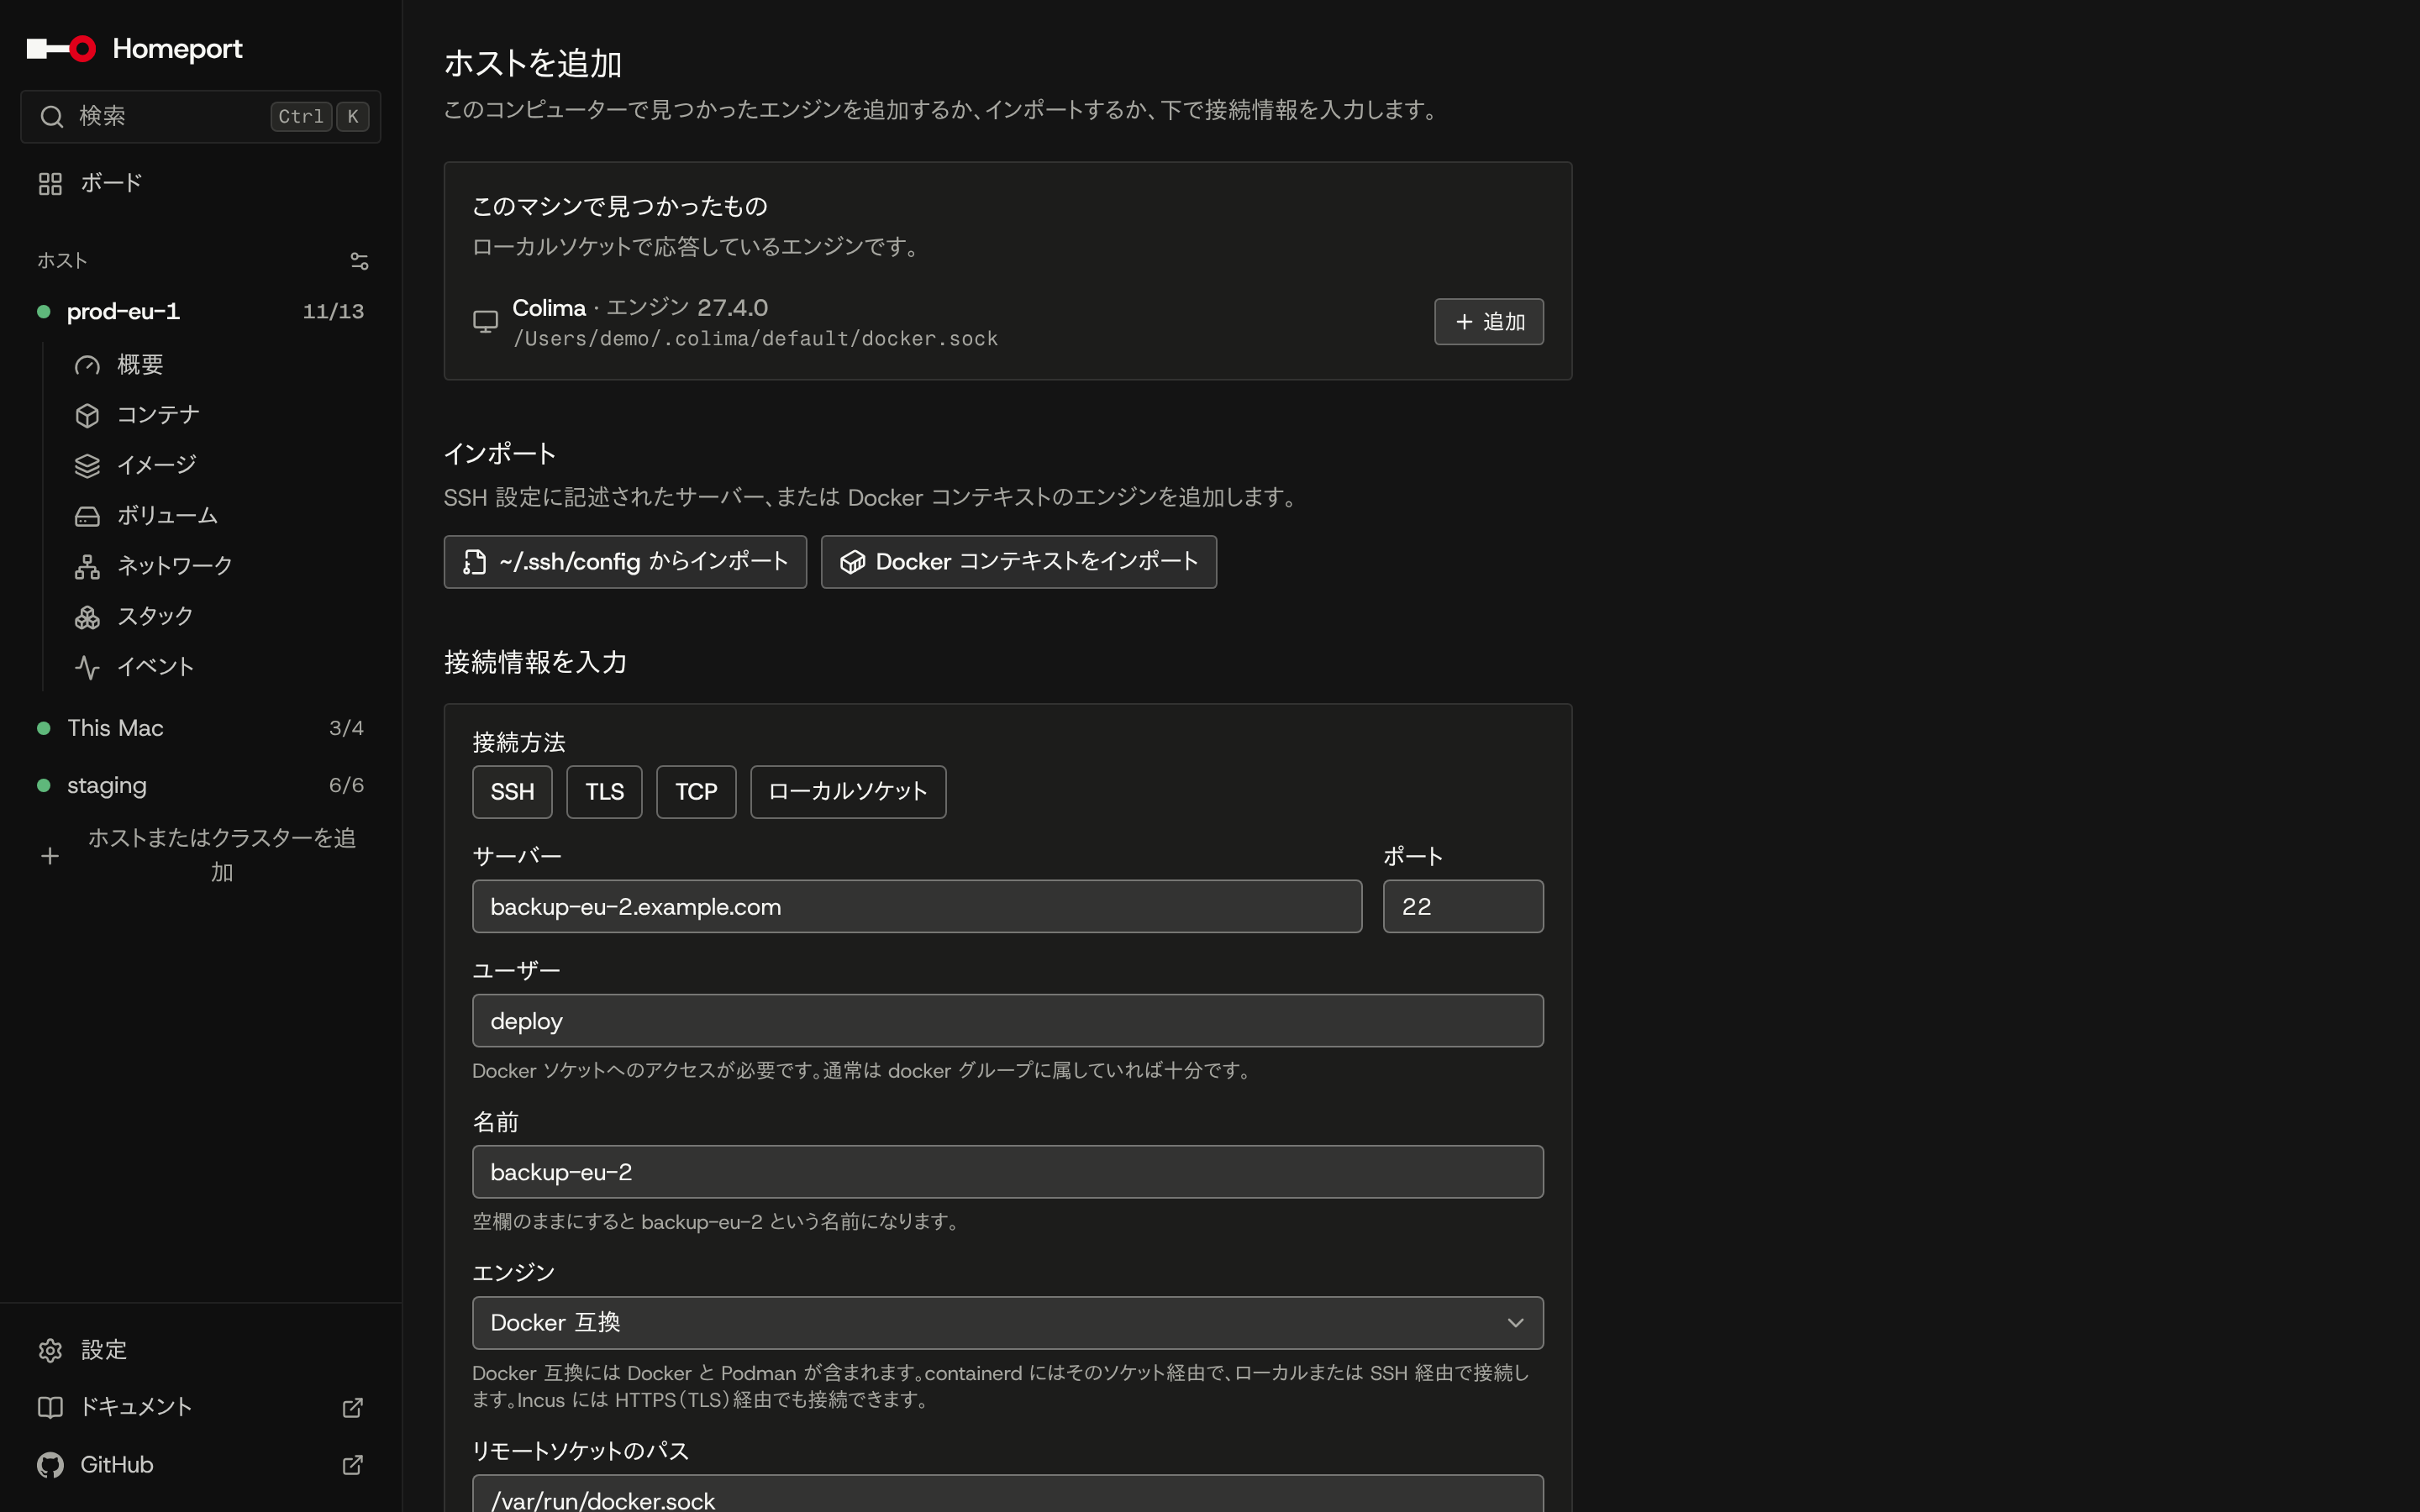 Homeport
検索
Ctrl K
ボード
ホスト
prod-eu-1 11/13
概要
コンテナ
イメージ
ボリューム
ネットワーク
スタック
イベント
This Mac 3/4
staging 6/6
ホストまたはクラスターを追
加
設定
ドキュメント
GitHub
ホストを追加
このコンピューターで見つかったエンジンを追加するか、インポートするか、下で接続情報を入力します。
このマシンで見つかったもの
ローカルソケットで応答しているエンジンです。
Colima · エンジン 27.4.0
/Users/demo/.colima/default/docker.sock
追加
インポート
SSH 設定に記述されたサーバー、または Docker コンテキストのエンジンを追加します。
~/.ssh/config からインポート
Docker コンテキストをインポート
接続情報を入力
接続方法
SSH TLS TCP ローカルソケット
サーバー ポート
backup-eu-2.example.com 22
ユーザー
deploy
Docker ソケットへのアクセスが必要です。通常は docker グループに属していれば十分です。
名前
backup-eu-2
空欄のままにすると backup-eu-2 という名前になります。
エンジン
Docker 互換
Docker 互換には Docker と Podman が含まれます。containerd にはそのソケット経由で、ローカルまたは SSH 経由で接続し
ます。Incus には HTTPS（TLS）経由でも接続できます。
リモートソケットのパス
/var/run/docker.sock